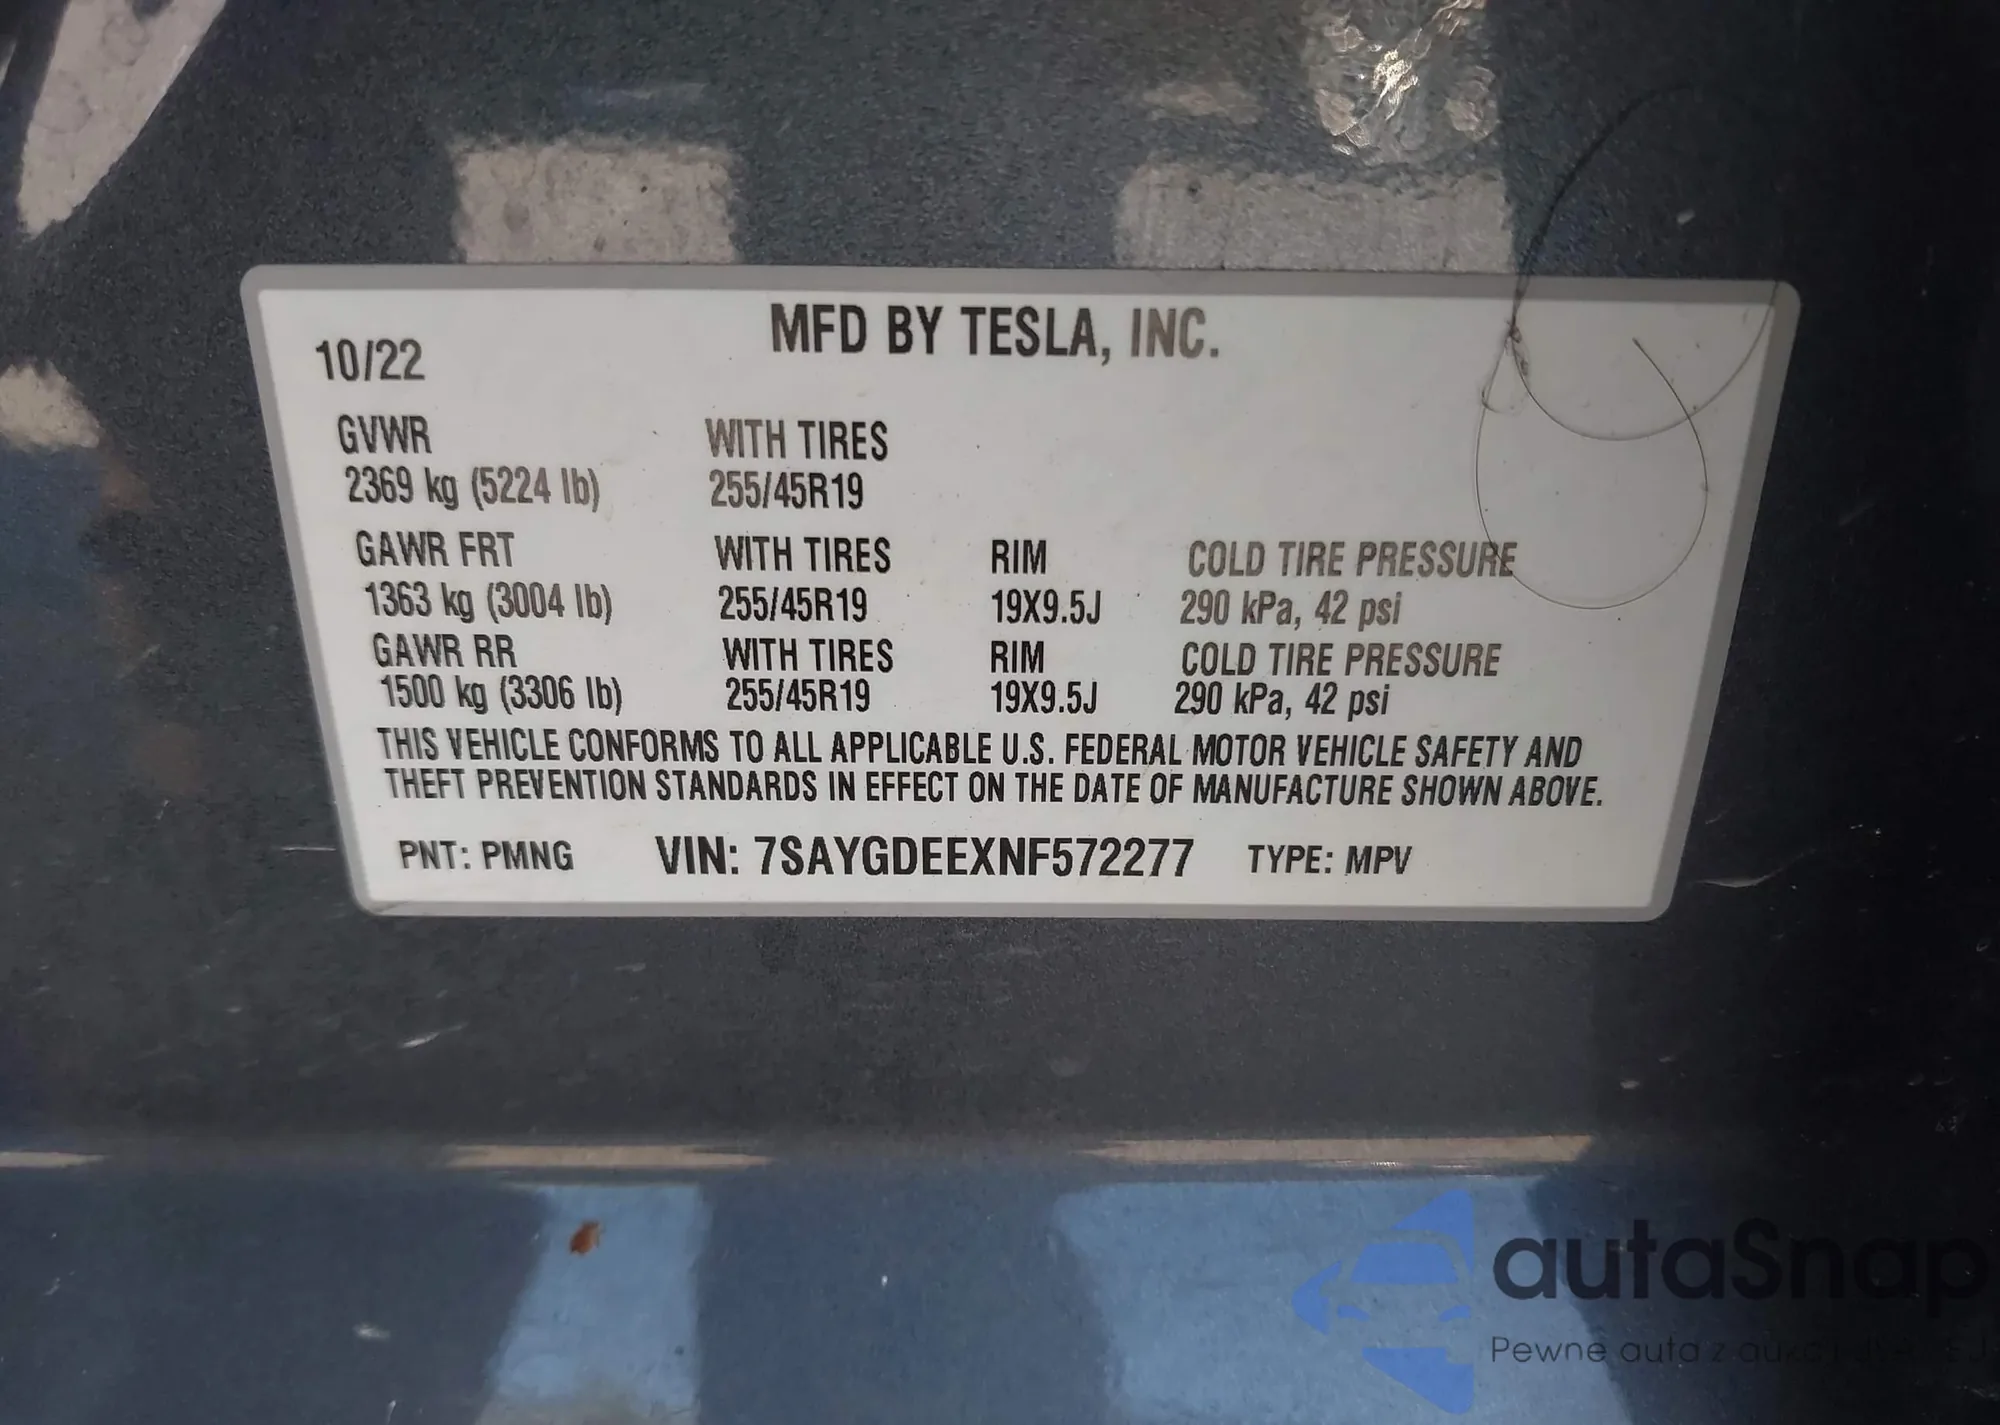 MFD BY TESLA, INC.
10/22
GVWR WITH TIRES
2369 kg (5224 lb) 255/45R19
GAWR FRT WITH TIRES RIM COLD TIRE PRESSURE
1363 kg (3004 lb) 255/45R19 19X9.5J 290 kPa, 42 psi
GAWR RR WITH TIRES RIM COLD TIRE PRESSURE
1500 kg (3306 lb) 255/45R19 19X9.5J 290 kPa, 42 psi
THIS VEHICLE CONFORMS TO ALL APPLICABLE U.S. FEDERAL MOTOR VEHICLE SAFETY AND
THEFT PREVENTION STANDARDS IN EFFECT ON THE DATE OF MANUFACTURE SHOWN ABOVE.
PNT: PMNG VIN: 7SAYGDEEXNF572277 TYPE: MPV
autaSnap
Pewne auta z